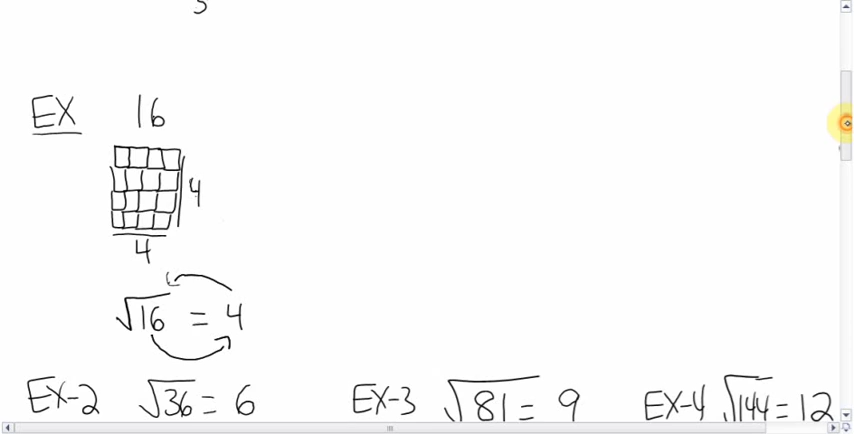 EX 16
4
4
√16 = 4
EX-2 √36 = 6 EX-3 √81 = 9 EX-4 √144 = 12